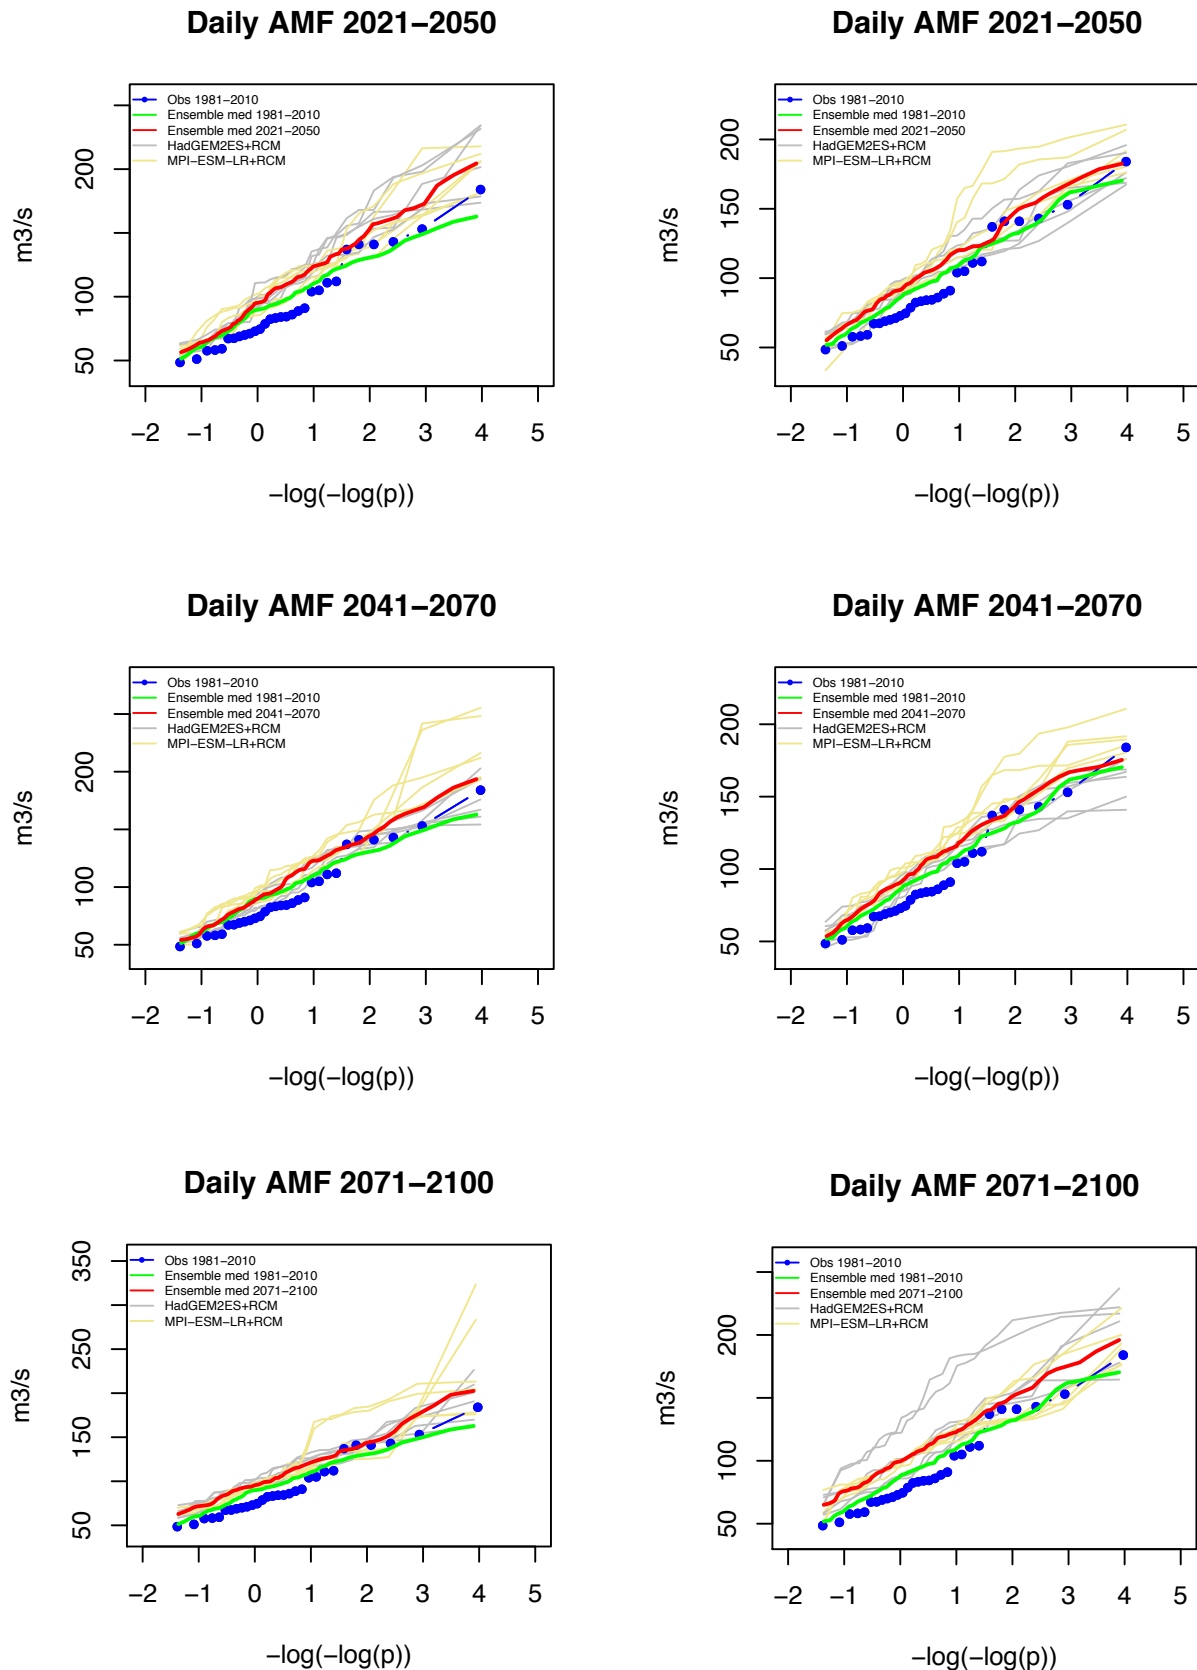 Daily AMF 2021−2050
Obs 1981−2010
Ensemble med 1981−2010
Ensemble med 2021−2050
HadGEM2ES+RCM
MPI−ESM−LR+RCM
m3/s
50
100
200
−2 −1 0 1 2 3 4 5
−log(−log(p))
Daily AMF 2021−2050
Obs 1981−2010
Ensemble med 1981−2010
Ensemble med 2021−2050
HadGEM2ES+RCM
MPI−ESM−LR+RCM
m3/s
50
100
150
200
−2 −1 0 1 2 3 4 5
−log(−log(p))
Daily AMF 2041−2070
Obs 1981−2010
Ensemble med 1981−2010
Ensemble med 2041−2070
HadGEM2ES+RCM
MPI−ESM−LR+RCM
m3/s
50
100
200
−2 −1 0 1 2 3 4 5
−log(−log(p))
Daily AMF 2041−2070
Obs 1981−2010
Ensemble med 1981−2010
Ensemble med 2041−2070
HadGEM2ES+RCM
MPI−ESM−LR+RCM
m3/s
50
100
150
200
−2 −1 0 1 2 3 4 5
−log(−log(p))
Daily AMF 2071−2100
Obs 1981−2010
Ensemble med 1981−2010
Ensemble med 2071−2100
HadGEM2ES+RCM
MPI−ESM−LR+RCM
m3/s
50
150
250
350
−2 −1 0 1 2 3 4 5
−log(−log(p))
Daily AMF 2071−2100
Obs 1981−2010
Ensemble med 1981−2010
Ensemble med 2071−2100
HadGEM2ES+RCM
MPI−ESM−LR+RCM
m3/s
50
100
200
−2 −1 0 1 2 3 4 5
−log(−log(p))